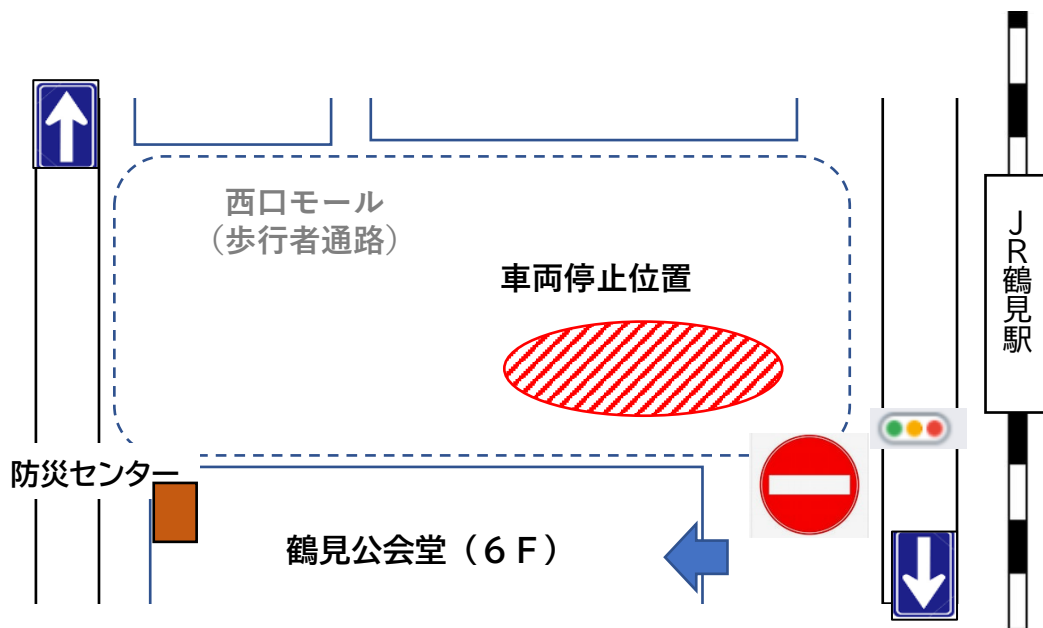 西口モール
（歩行者通路）
車両停止位置
ＪＲ鶴見駅
防災センター
鶴見公会堂（６Ｆ）